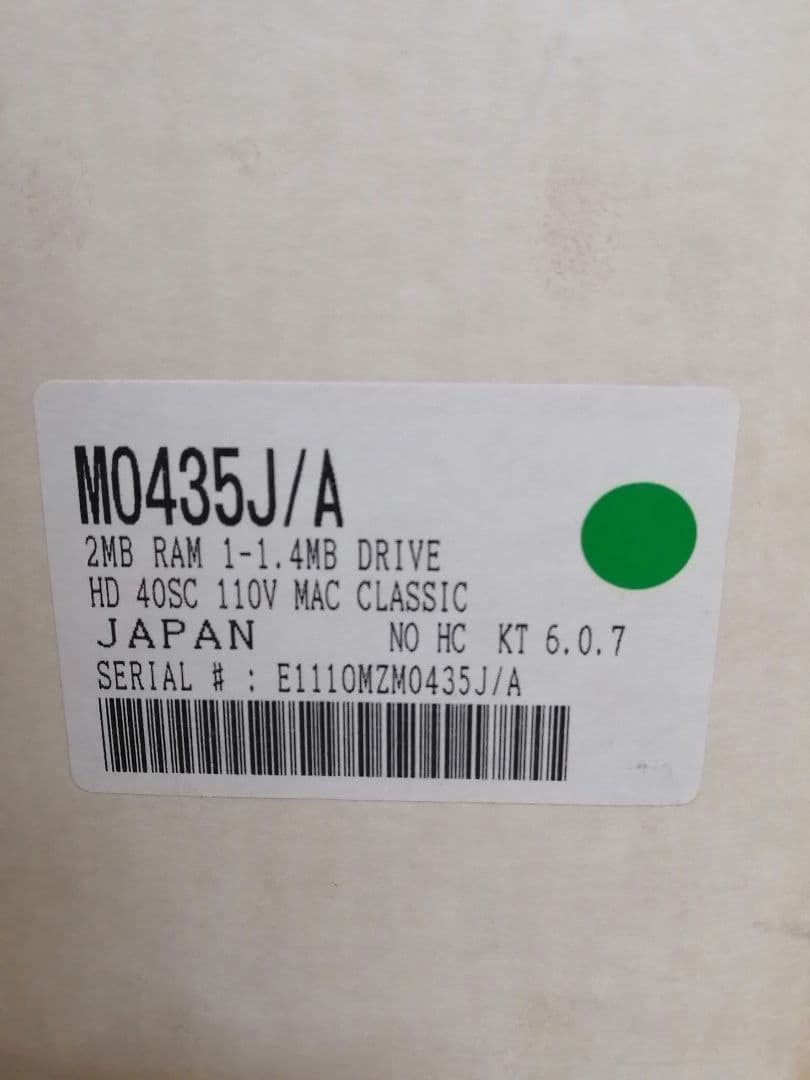 M0435J/A
2MB RAM 1-1.4MB DRIVE
HD 40SC 110V MAC CLASSIC
JAPAN NO HC KT 6.0.7
SERIAL # : E1110MZM0435J/A